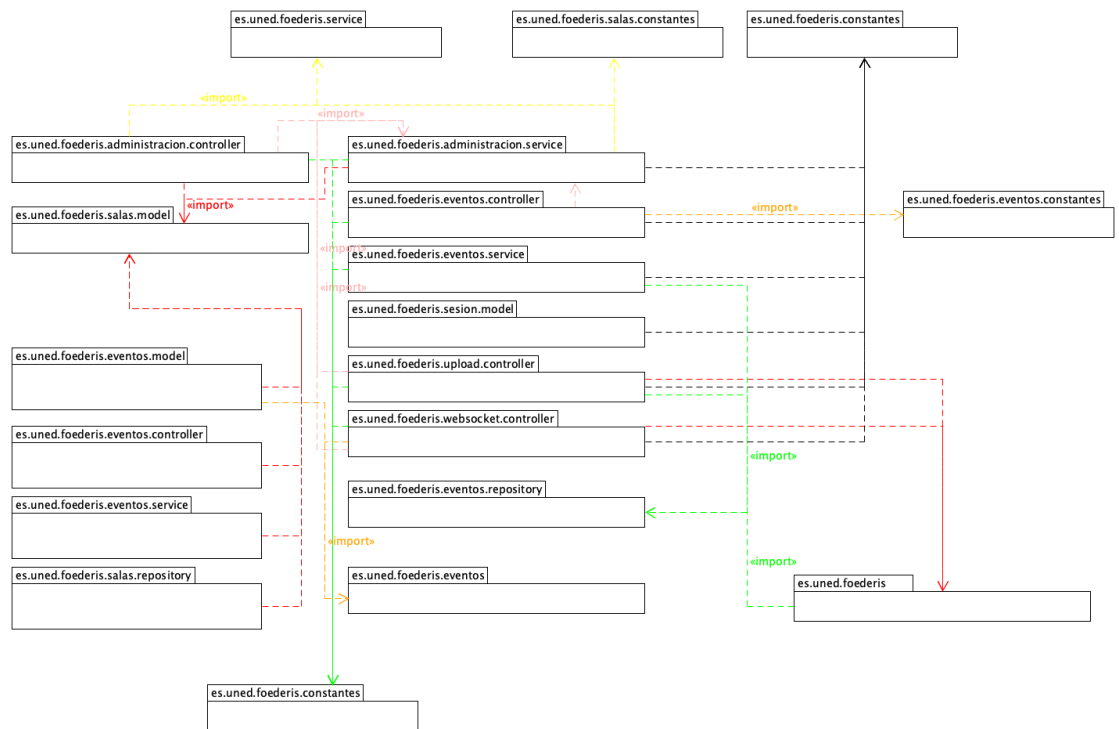 es.uned.foederis.service
es.uned.foederis.salas.constantes
es.uned.foederis.constantes
«import»
«import»
es.uned.foederis.administracion.controller
es.uned.foederis.administracion.service
es.uned.foederis.eventos.controller
es.uned.foederis.eventos.constantes
«import»
«import»
es.uned.foederis.salas.model
«import»
es.uned.foederis.eventos.service
«import»
es.uned.foederis.sesion.model
es.uned.foederis.eventos.model
es.uned.foederis.upload.controller
es.uned.foederis.websocket.controller
es.uned.foederis.eventos.controller
«import»
es.uned.foederis.eventos.repository
es.uned.foederis.eventos.service
«import»
«import»
es.uned.foederis.salas.repository
es.uned.foederis.eventos
es.uned.foederis
es.uned.foederis.constantes